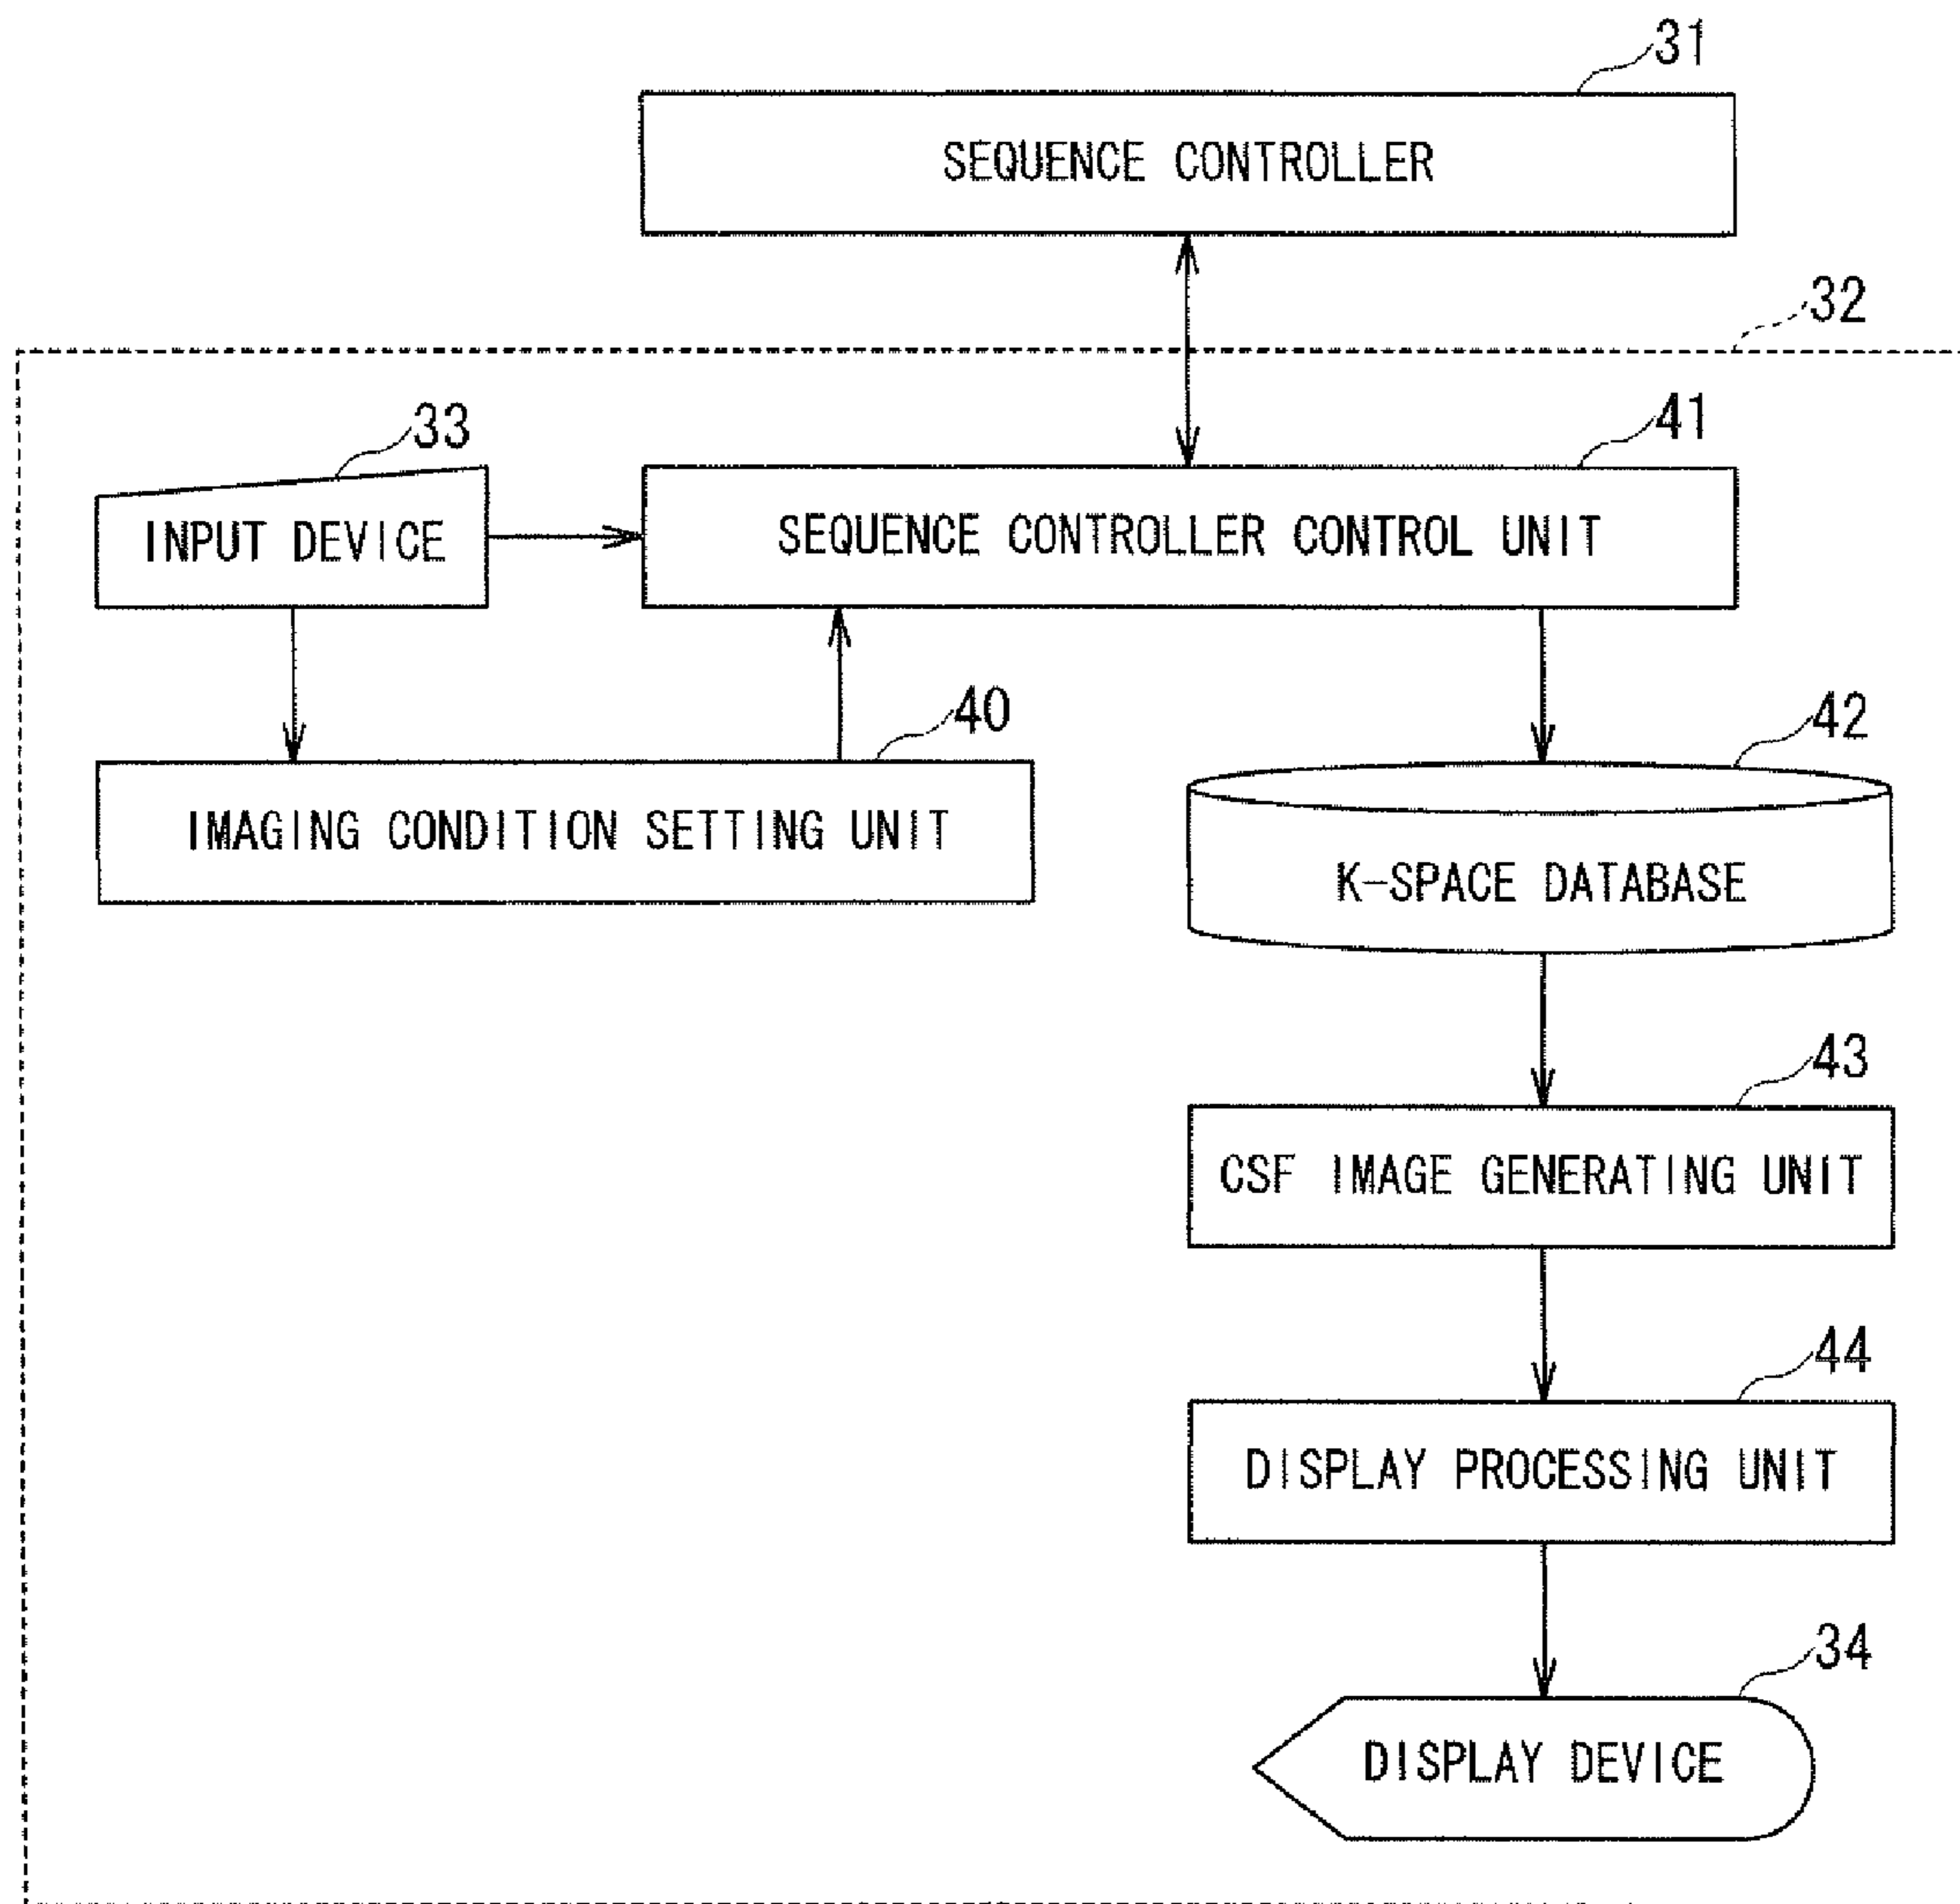 31
SEQUENCE CONTROLLER
32
33
41
INPUT DEVICE
SEQUENCE CONTROLLER CONTROL UNIT
40
42
IMAGING CONDITION SETTING UNIT
K-SPACE DATABASE
43
CSF IMAGE GENERATING UNIT
44
DISPLAY PROCESSING UNIT
34
DISPLAY DEVICE